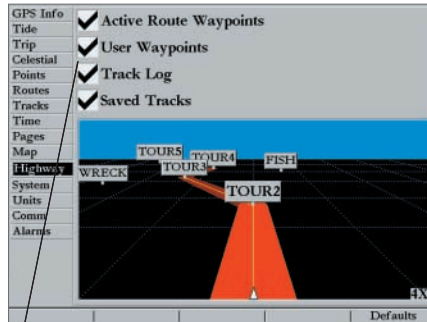 GPS Info
Tide
Trip
Celestial
Points
Routes
Tracks
Time
Pages
Map
Highway
System
Units
Comm
Alarms
Active Route Waypoints
User Waypoints
Track Log
Saved Tracks
TOUR5
TOUR4
FISH
WRECK
TOUR3
TOUR2
4X
Defaults